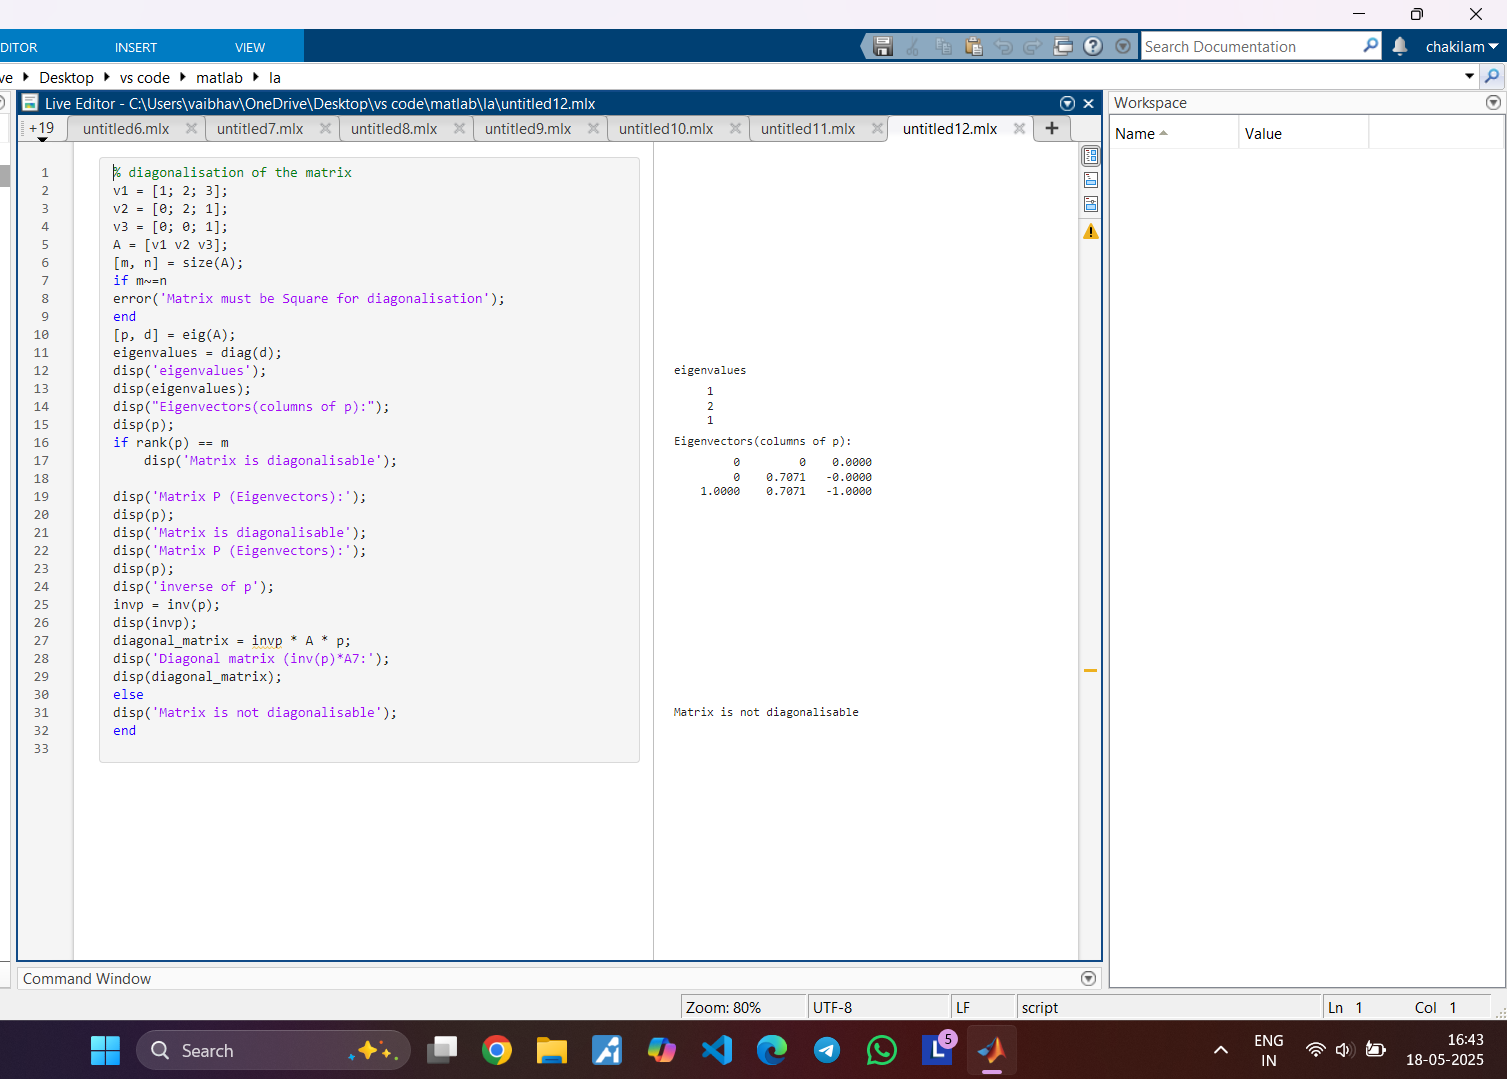 DITOR
INSERT
VIEW
Search Documentation
chakilam
ve Desktop vs code matlab la
Live Editor - C:\Users\vaibhav\OneDrive\Desktop\vs code\matlab\la\untitled12.mlx
+19 untitled6.mlx untitled7.mlx untitled8.mlx untitled9.mlx untitled10.mlx untitled11.mlx untitled12.mlx
1 % diagonalisation of the matrix
2 v1 = [1; 2; 3];
3 v2 = [0; 2; 1];
4 v3 = [0; 0; 1];
5 A = [v1 v2 v3];
6 [m, n] = size(A);
7 if m~=n
8 error('Matrix must be Square for diagonalisation');
9 end
10 [p, d] = eig(A);
11 eigenvalues = diag(d);
12 disp('eigenvalues');
13 disp(eigenvalues);
14 disp("Eigenvectors(columns of p):");
15 disp(p);
16 if rank(p) == m
17 disp('Matrix is diagonalisable');
18
19 disp('Matrix P (Eigenvectors):');
20 disp(p);
21 disp('Matrix is diagonalisable');
22 disp('Matrix P (Eigenvectors):');
23 disp(p);
24 disp('inverse of p');
25 invp = inv(p);
26 disp(invp);
27 diagonal_matrix = invp * A * p;
28 disp('Diagonal matrix (inv(p)*A7:');
29 disp(diagonal_matrix);
30 else
31 disp('Matrix is not diagonalisable');
32 end
33
eigenvalues
1
2
1
Eigenvectors(columns of p):
0 0 0.0000
0 0.7071 -0.0000
1.0000 0.7071 -1.0000
Matrix is not diagonalisable
Workspace
Name Value
Command Window
Zoom: 80% UTF-8 LF script Ln 1 Col 1
Search
5
ENG
IN
16:43
18-05-2025